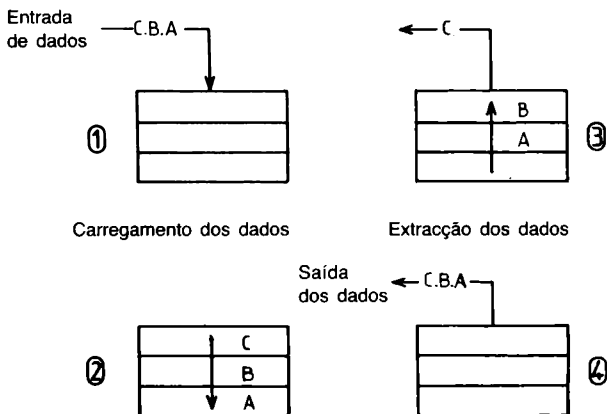 Entrada
de dados
C.B.A
1
Carregamento dos dados
C
B
A
3
Extracção dos dados
2
C
B
A
Saída
dos dados
C.B.A
4